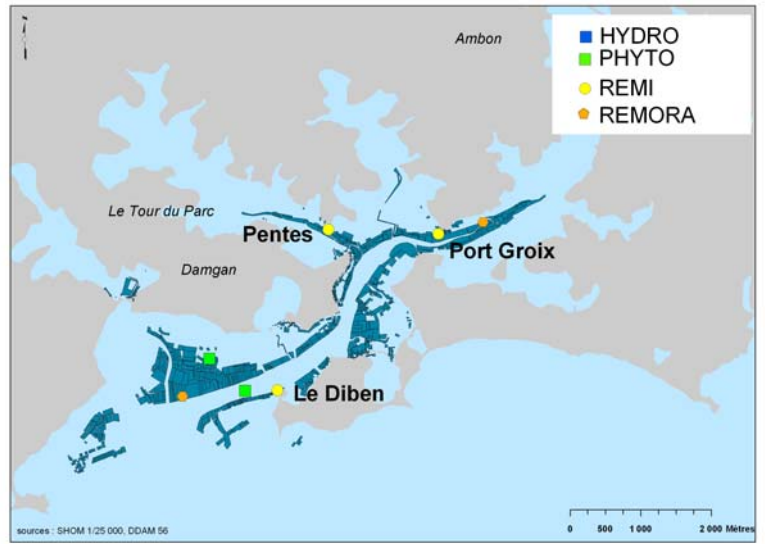 Ambon
HYDRO
PHYTO
REMI
REMORA
Le Tour du Parc
Pentes
Port Groix
Damgan
Le Diben
sources : SHOM 1/25 000, DDAM 56
0 500 1 000 2 000 Mètres